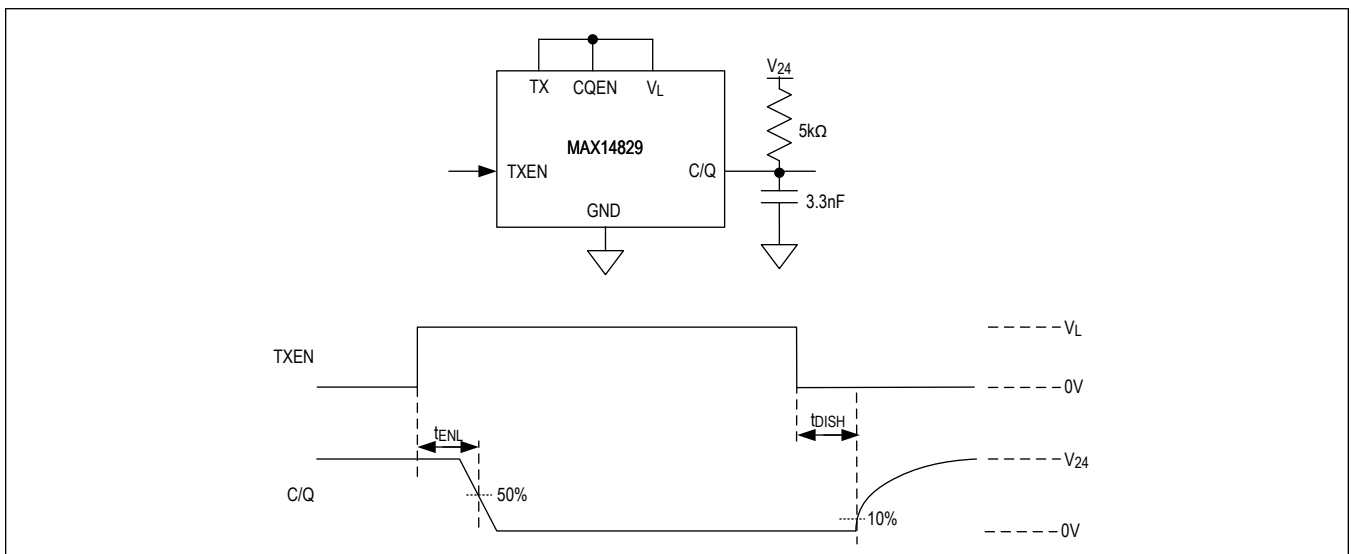 TX CQEN VL
V24
5kΩ
MAX14829
TXEN C/Q
3.3nF
GND
VL
TXEN
0V
tENL tDISH
V24
C/Q 50%
10%
0V